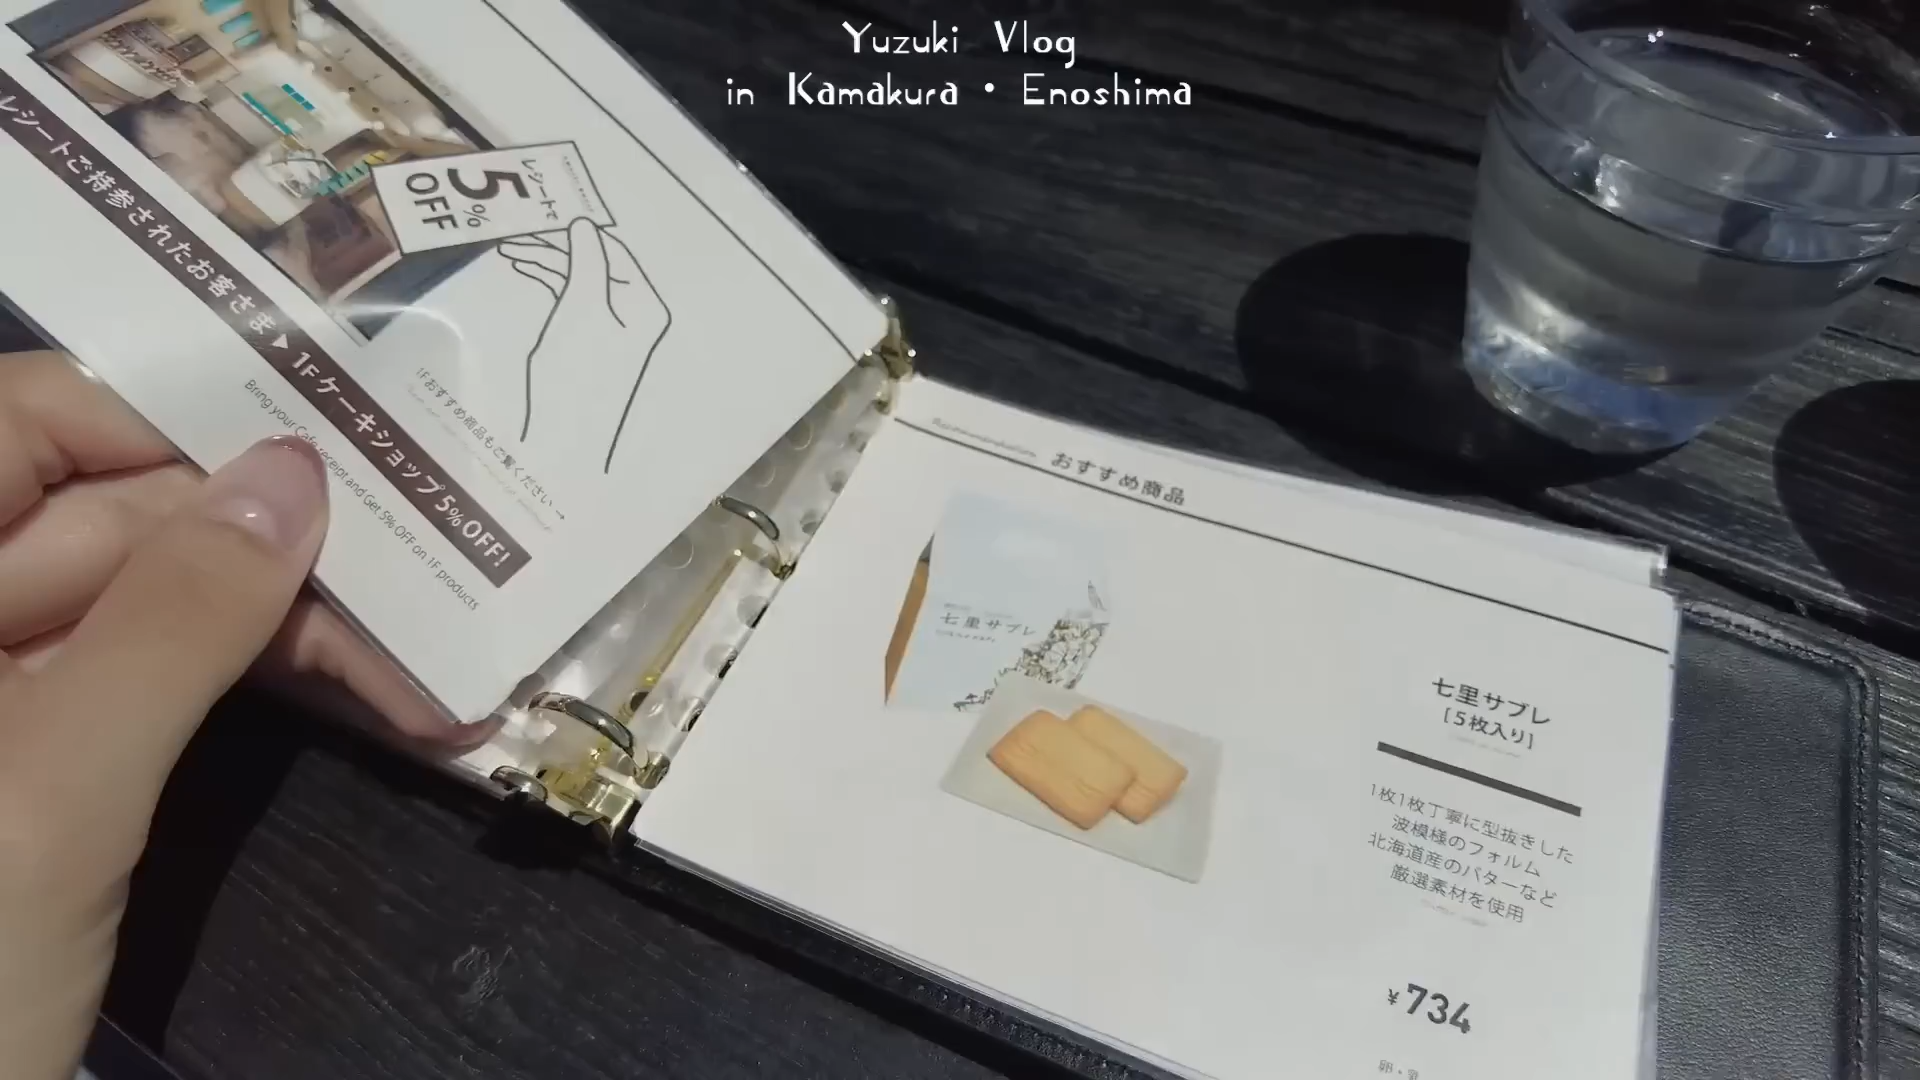 Yuzuki Vlog
in Kamakura・Enoshima
レシートで
5%
OFF
レシートご持参されたお客さま▶1Fケーキショップ5%OFF!
Bring your Cafe receipt and Get 5% OFF on 1F products
1Fおすすめ商品もご覧ください→
おすすめ商品
七里サブレ
七里サブレ
[5枚入り]
1枚1枚丁寧に型抜きした
波模様のフォルム
北海道産のバターなど
厳選素材を使用
¥734
卵・乳